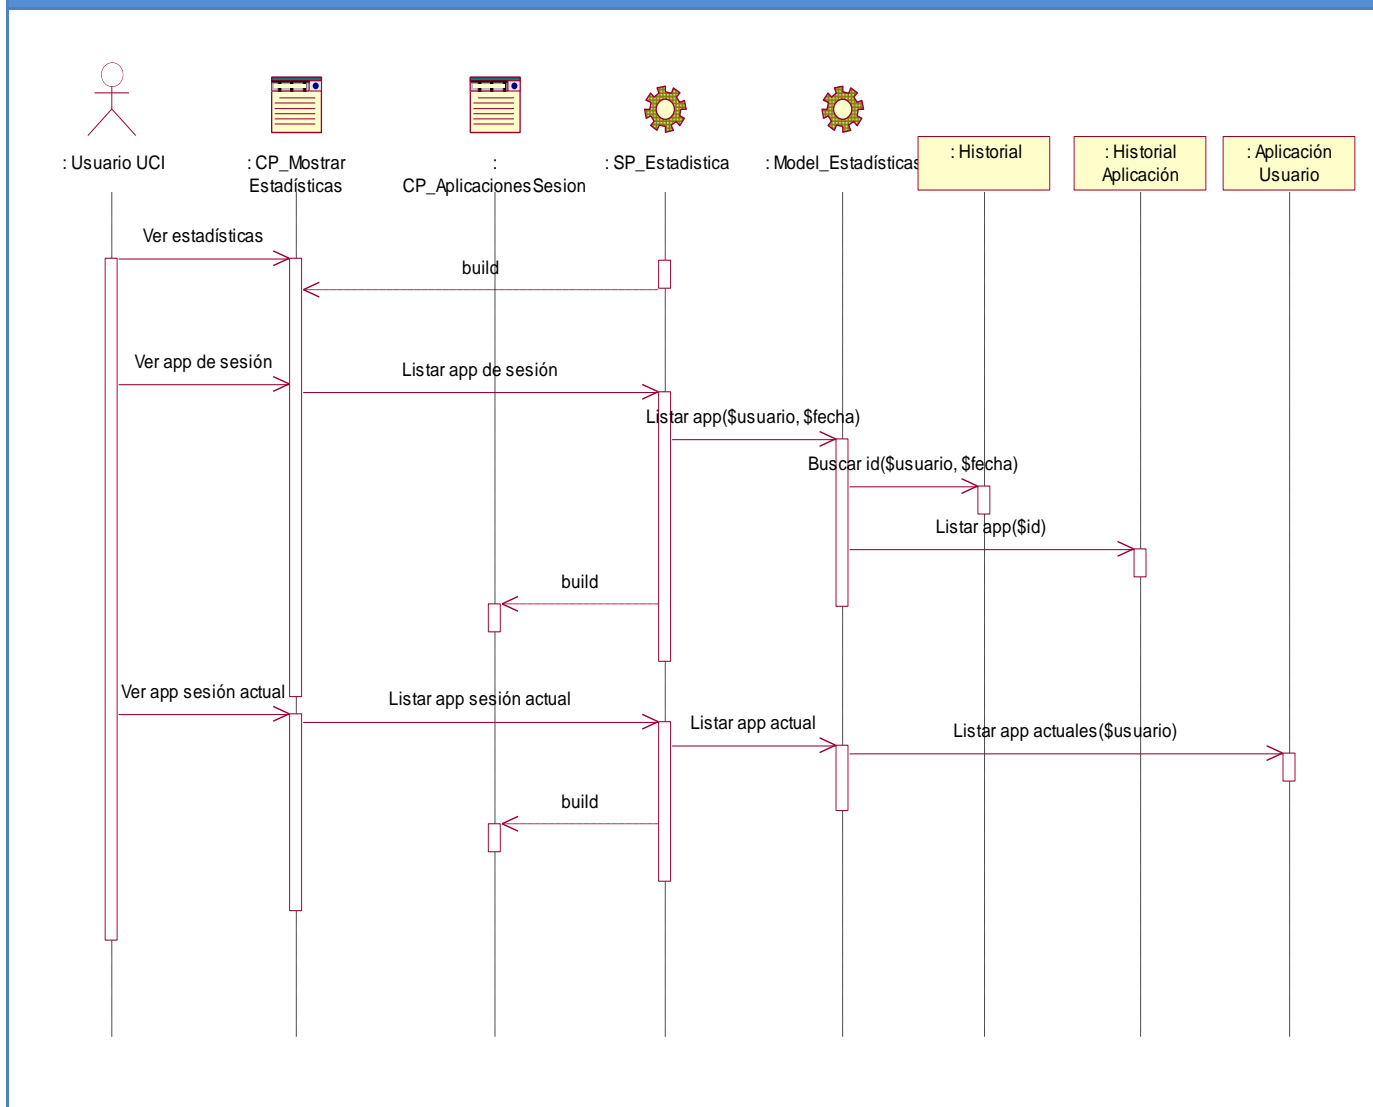 : Usuario UCI
: CP_Mostrar
Estadísticas
:
CP_AplicacionesSesion
: SP_Estadistica
: Model_Estadísticas
: Historial
: Historial
Aplicación
: Aplicación
Usuario
Ver estadísticas
build
Ver app de sesión
Listar app de sesión
Listar app($usuario, $fecha)
Buscar id($usuario, $fecha)
Listar app($id)
build
Ver app sesión actual
Listar app sesión actual
Listar app actual
Listar app actuales($usuario)
build